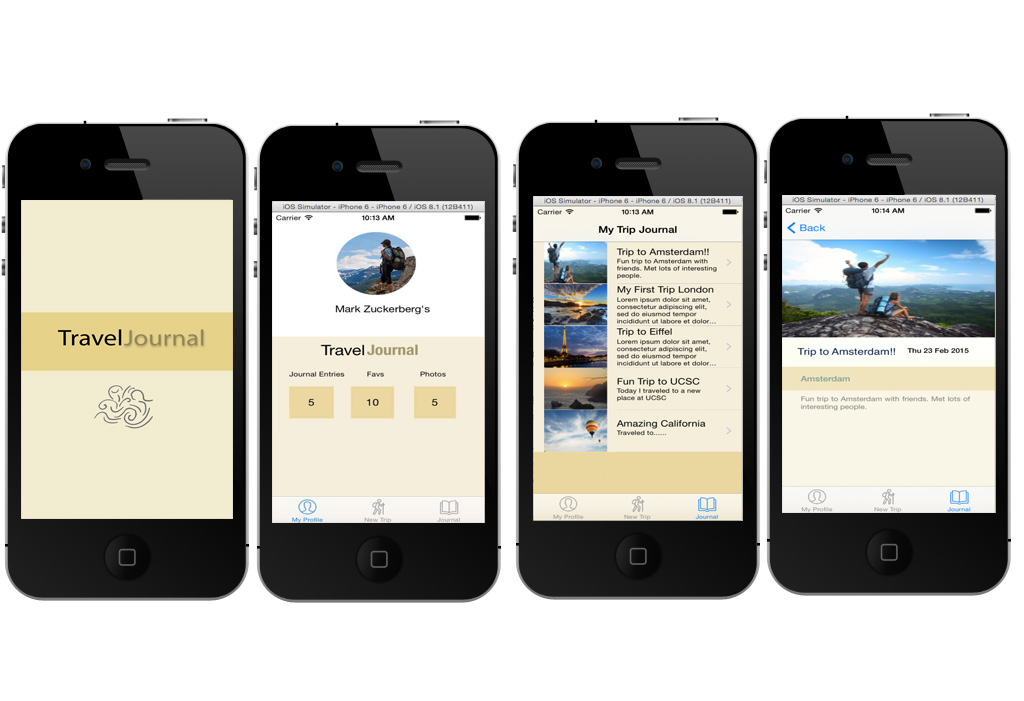 TravelJournal
iOS Simulator - iPhone 6 - iPhone 6 / iOS 8.1 (12B411)
Carrier 10:13 AM
Mark Zuckerberg's
Travel Journal
Journal Entries Favs Photos
5 10 5
My Profile New Trip Journal
iOS Simulator - iPhone 6 - iPhone 6 / iOS 8.1 (12B411)
Carrier 10:13 AM
My Trip Journal
Trip to Amsterdam!!
Fun trip to Amsterdam with
friends. Met lots of interesting
people.
My First Trip London
Lorem ipsum dolor sit amet,
consectetur adipiscing elit,
sed do eiusmod tempor
incididunt ut labore et dolor...
Trip to Eiffel
Lorem ipsum dolor sit amet,
consectetur adipiscing elit,
sed do eiusmod tempor
incididunt ut labore et dolor...
Fun Trip to UCSC
Today I traveled to a new
place at UCSC
Amazing California
Traveled to......
My Profile New Trip Journal
iOS Simulator - iPhone 6 - iPhone 6 / iOS 8.1 (12B411)
Carrier 10:14 AM
Back
Trip to Amsterdam!! Thu 23 Feb 2015
Amsterdam
Fun trip to Amsterdam with friends. Met lots of
interesting people.
My Profile New Trip Journal